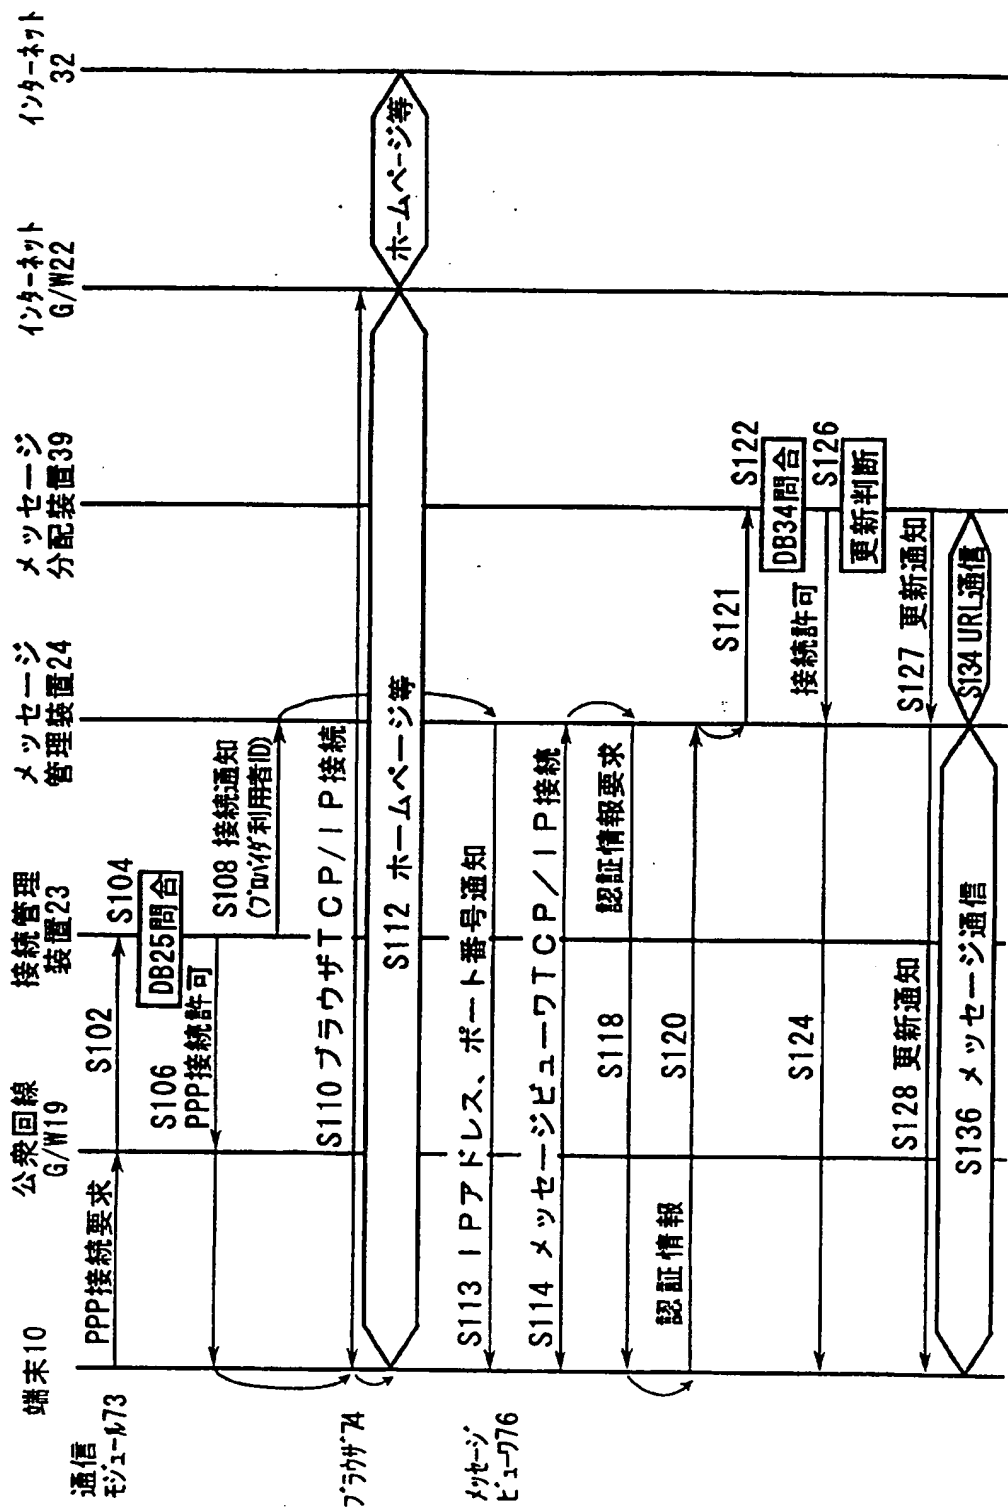 端末10
公衆回線
G/W19
接続管理
装置23
メッセージ
管理装置24
メッセージ
分配装置39
インターネット
G/W22
インターネット
32
通信
モジュール73
PPP接続要求
S102
S104
DB25問合
S106
PPP接続許可
S108 接続通知
(プロバイダ利用者ID)
ブラウザ74
S110 ブラウザTCP/IP接続
S112 ホームページ等
ホームページ等
メッセージ
ビューワ76
S113 IPアドレス、ポート番号通知
S114 メッセージビューワTCP/IP接続
認証情報要求
S118
認証情報
S120
S121
S122
DB34問合
接続許可
S124
S126
更新判断
S127 更新通知
S128 更新通知
S134 URL通信
S136 メッセージ通信